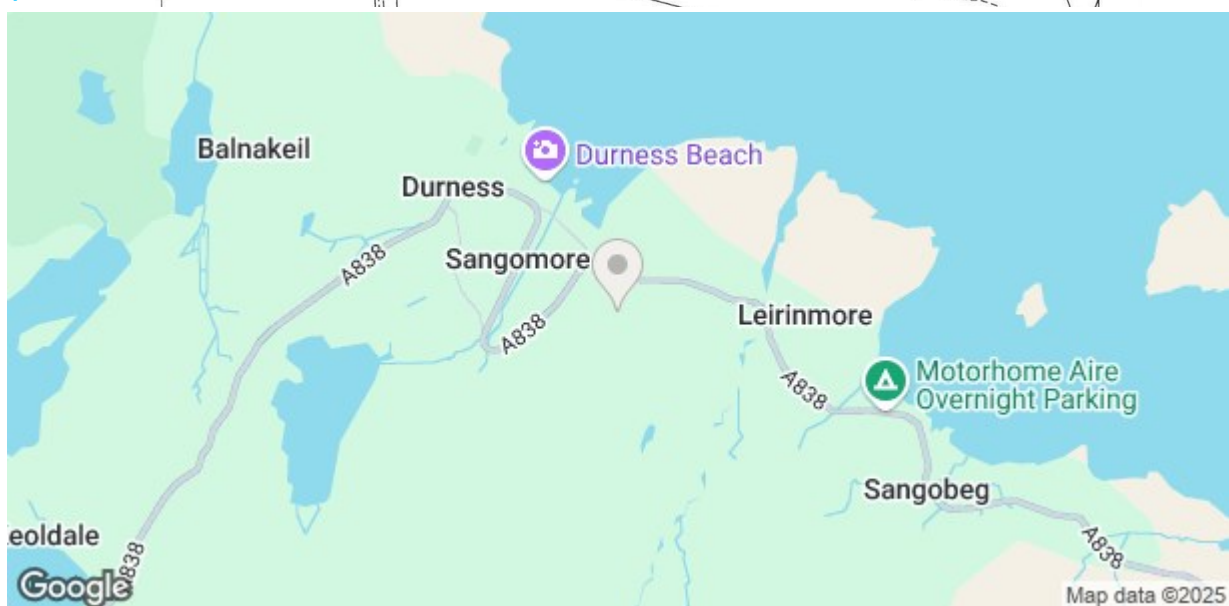 Balnakeil
Durness Beach
Durness
Sangomore
A838
A838
Leirinmore
A838
Motorhome Aire
Overnight Parking
Sangobeg
eoldale
A838
A838
Google
Map data ©2025